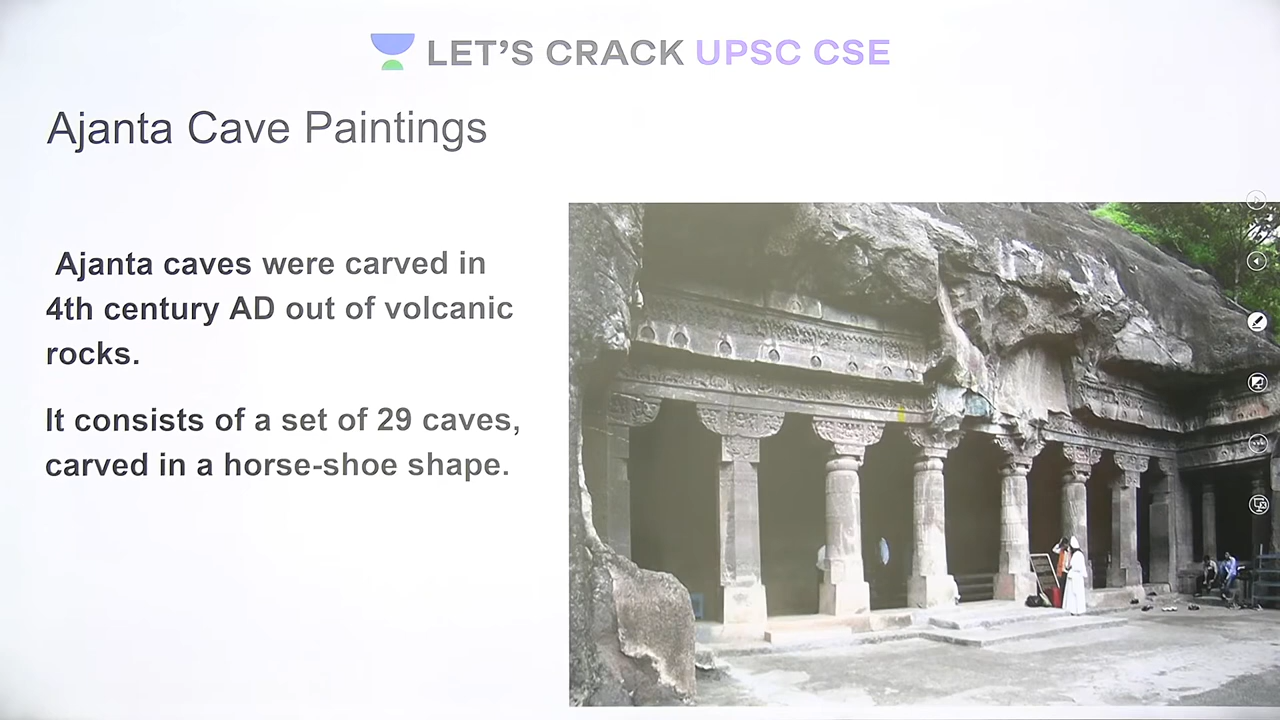 LET'S CRACK UPSC CSE
Ajanta Cave Paintings
Ajanta caves were carved in
4th century AD out of volcanic
rocks.
It consists of a set of 29 caves,
carved in a horse-shoe shape.